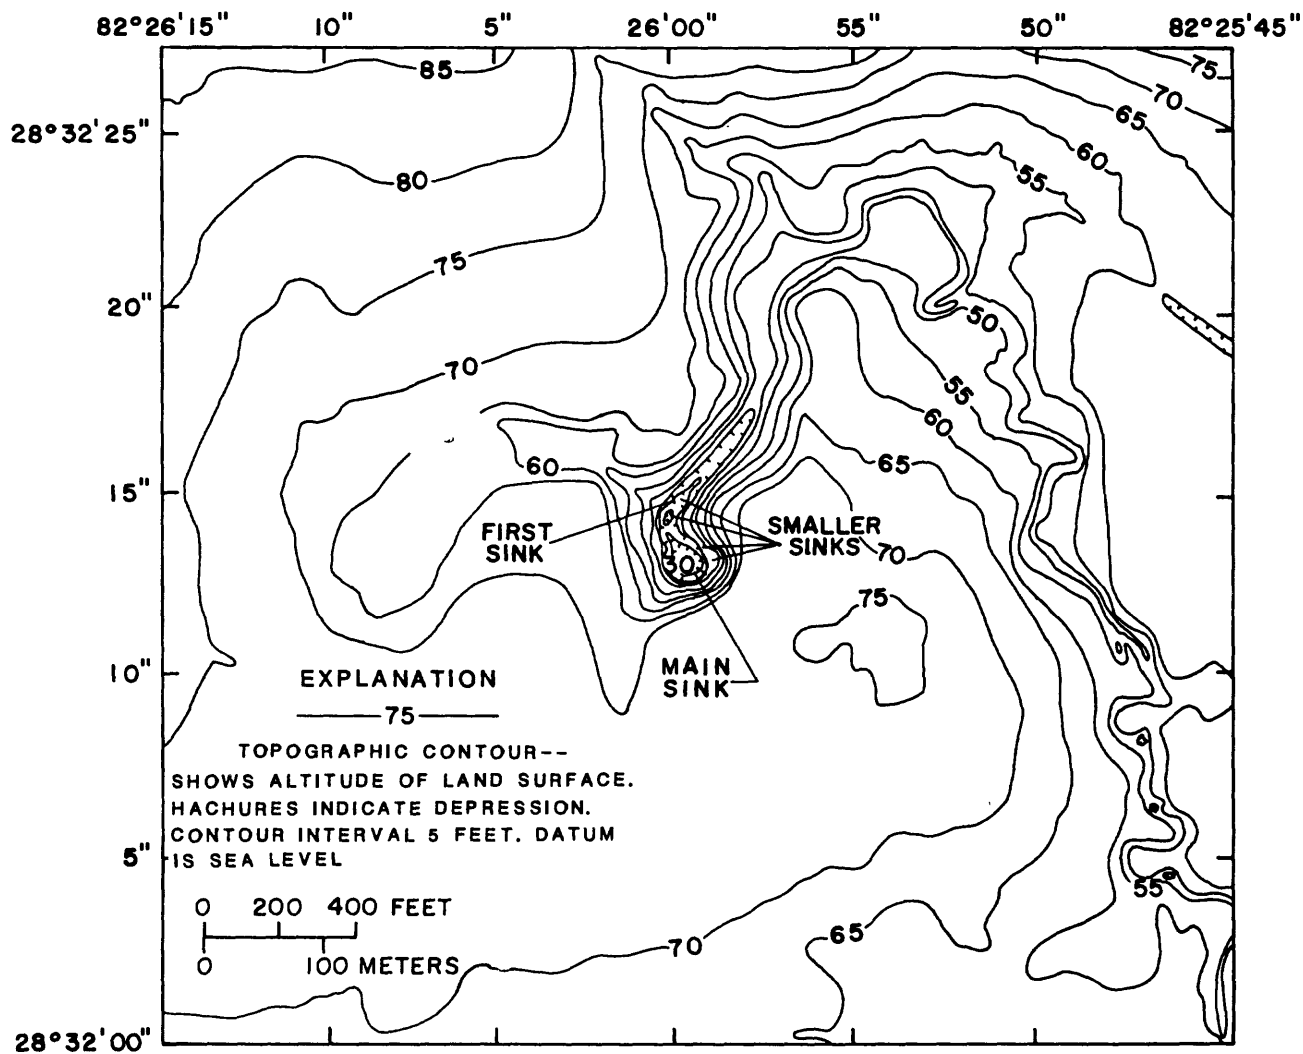 82°26'15" 10" 5" 26'00" 55" 50" 82°25'45"
85
75
70
65
28°32'25"
60
80
55
75
20"
50
70
55
60
60
65
15"
FIRST
SINK
SMALLER
SINKS
70
75
10"
MAIN
SINK
EXPLANATION
75
TOPOGRAPHIC CONTOUR--
SHOWS ALTITUDE OF LAND SURFACE.
HACHURES INDICATE DEPRESSION.
CONTOUR INTERVAL 5 FEET. DATUM
IS SEA LEVEL
5"
55
0 200 400 FEET
65
70
0 100 METERS
28°32'00"